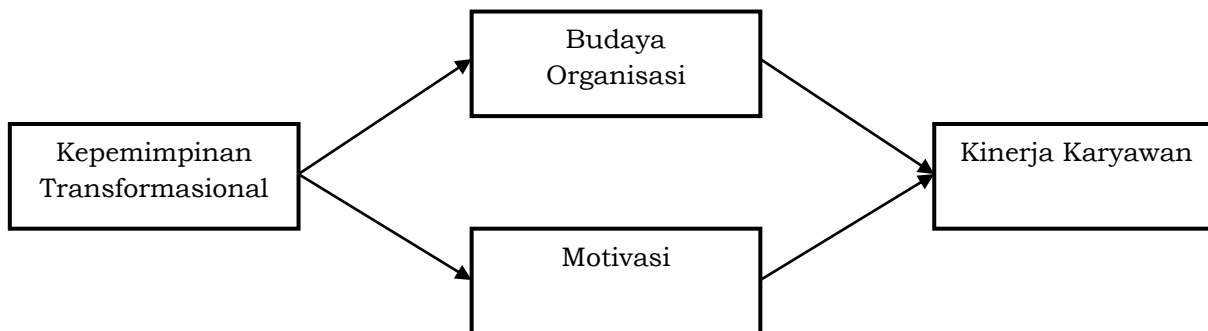 Budaya
Organisasi
Kepemimpinan
Transformasional
Kinerja Karyawan
Motivasi